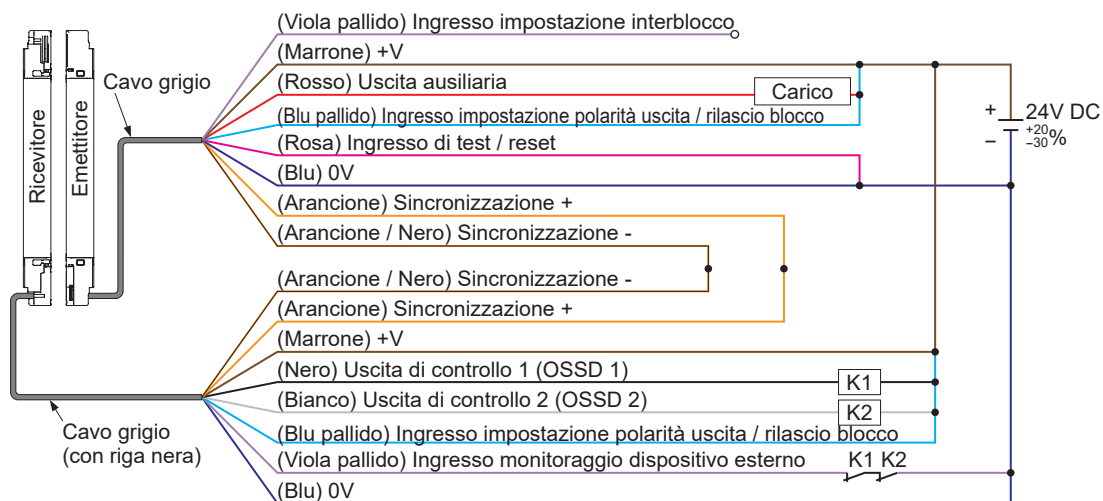 (Viola pallido) Ingresso impostazione interblocco
(Marrone) +V
Cavo grigio
(Rosso) Uscita ausiliaria
Carico
(Blu pallido) Ingresso impostazione polarità uscita / rilascio blocco
+ 24V DC
− +20 −30 %
(Rosa) Ingresso di test / reset
(Blu) 0V
Ricevitore
Emettitore
(Arancione) Sincronizzazione +
(Arancione / Nero) Sincronizzazione -
(Arancione / Nero) Sincronizzazione -
(Arancione) Sincronizzazione +
(Marrone) +V
(Nero) Uscita di controllo 1 (OSSD 1)
K1
(Bianco) Uscita di controllo 2 (OSSD 2)
K2
Cavo grigio
(con riga nera)
(Blu pallido) Ingresso impostazione polarità uscita / rilascio blocco
(Viola pallido) Ingresso monitoraggio dispositivo esterno
K1 K2
(Blu) 0V